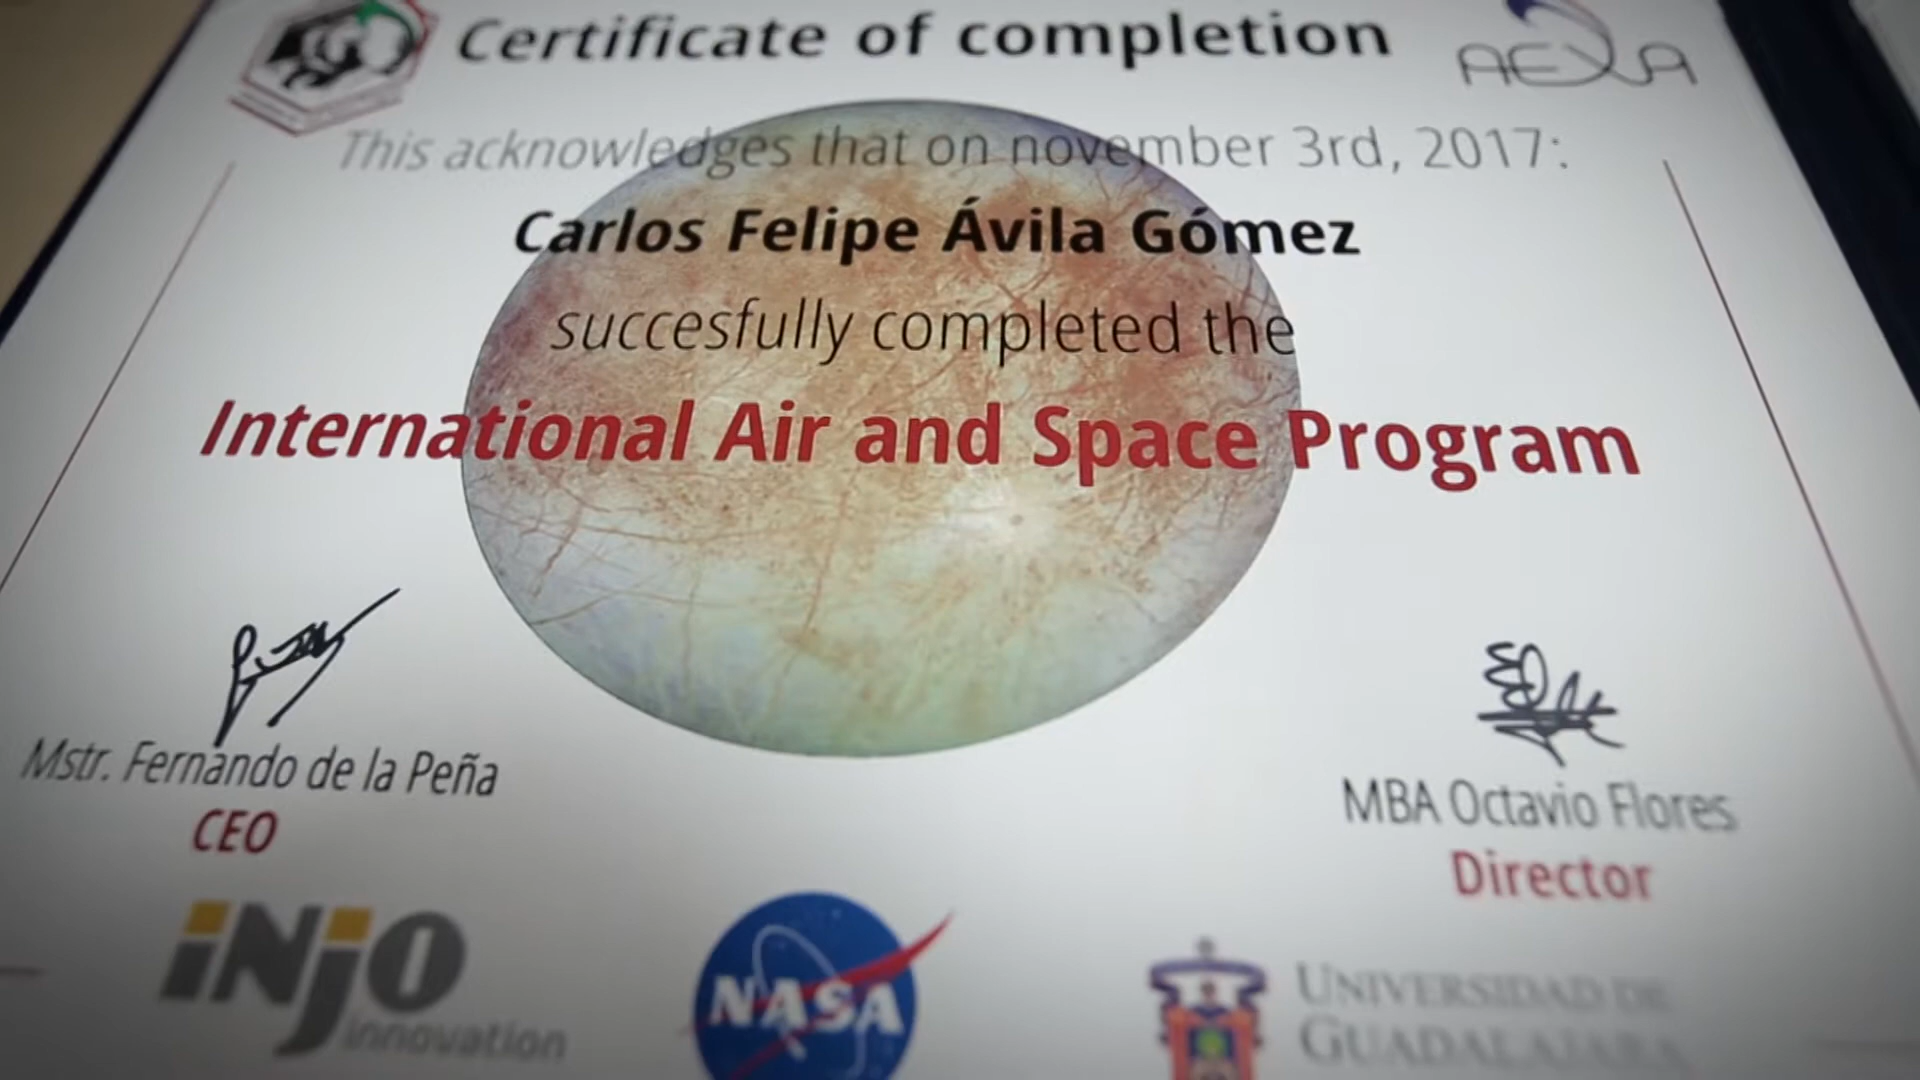 Certificate of completion
AEXA
This acknowledges that on november 3rd, 2017:
Carlos Felipe Ávila Gómez
succesfully completed the
International Air and Space Program
Mstr. Fernando de la Peña
CEO
MBA Octavio Flores
Director
iNjO
innovation
NASA
UNIVERSIDAD DE
GUADALAJARA